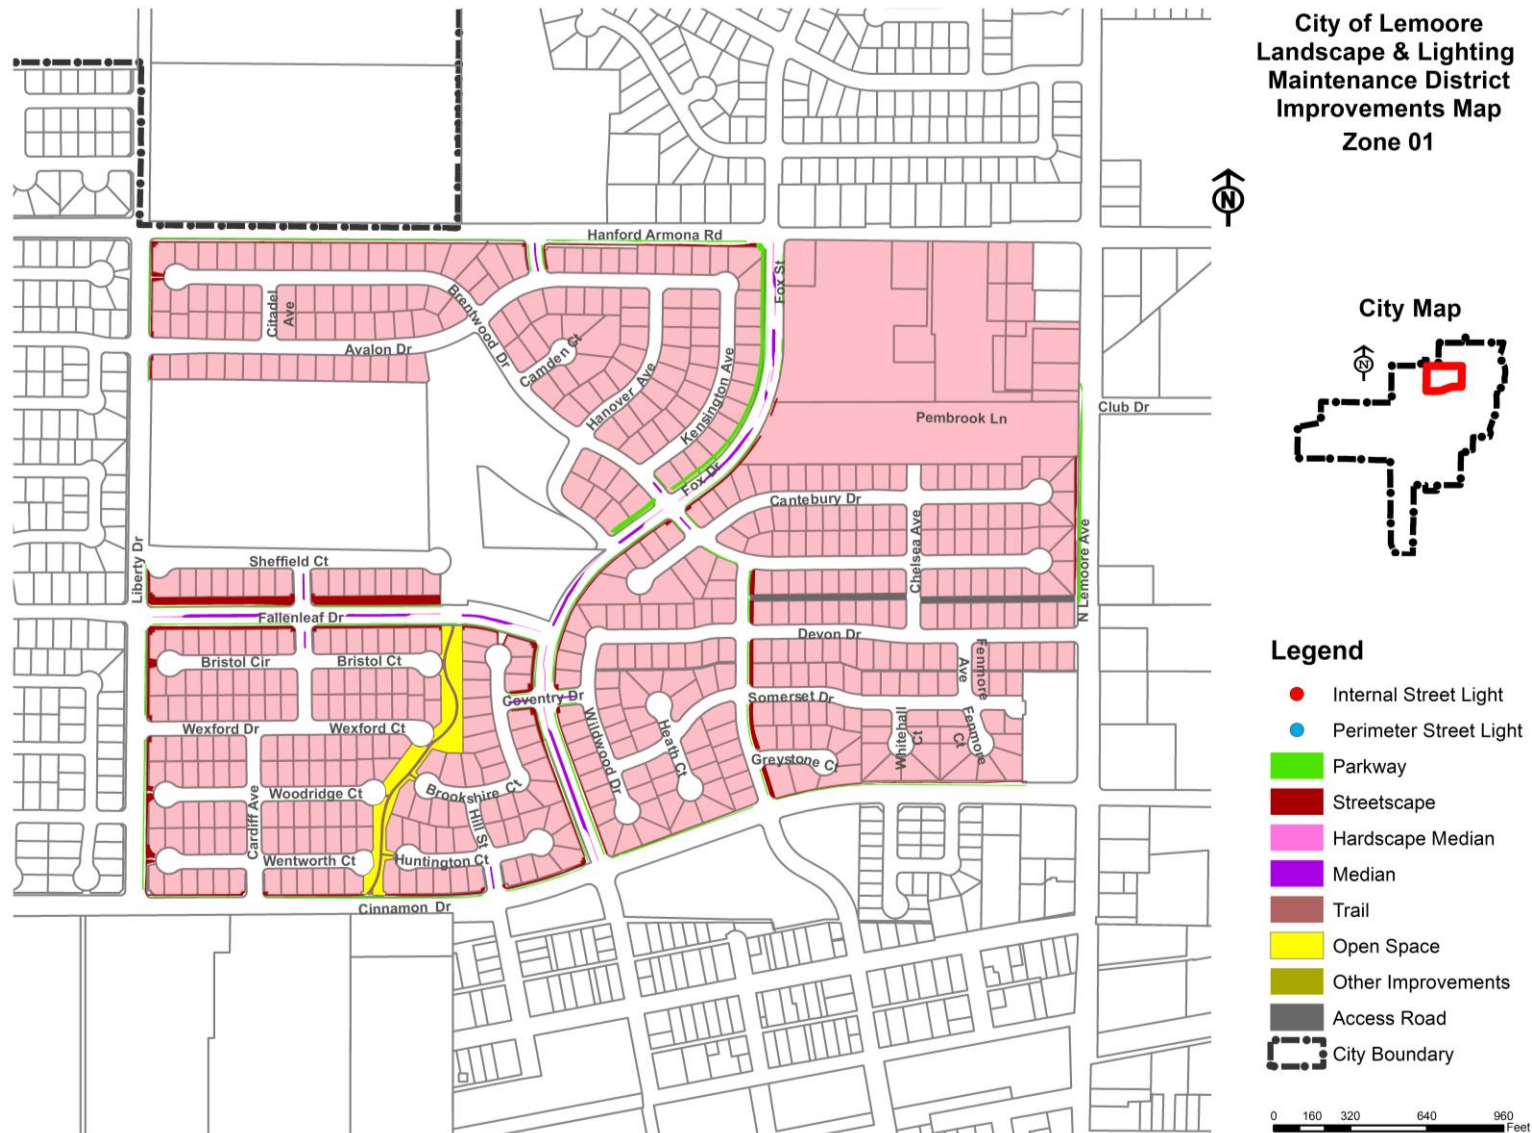 City of Lemoore
Landscape & Lighting
Maintenance District
Improvements Map
Zone 01
N
Hanford Armona Rd
Fox St
Citadel
Ave
Brentwood Dr
Avalon Dr
Camden Ct
Hanover Ave
Kensington Ave
Pembrook Ln
Club Dr
Fox Dr
Cantebury Dr
Chelsea Ave
N Lemoore Ave
Liberty Dr
Sheffield Ct
Fallenleaf Dr
Devon Dr
Bristol Cir
Bristol Ct
Fenmore
Ave
Coventry Dr
Somerset Dr
Wexford Dr
Wexford Ct
Wildwood Dr
Heath Ct
Whitehall
Ct
Fenmore
Ct
Greystone Ct
Woodridge Ct
Brookshire Ct
Cardiff Ave
Hill St
Wentworth Ct
Huntington Ct
Cinnamon Dr
City Map
N
Legend
Internal Street Light
Perimeter Street Light
Parkway
Streetscape
Hardscape Median
Median
Trail
Open Space
Other Improvements
Access Road
City Boundary
0 160 320 640 960
Feet